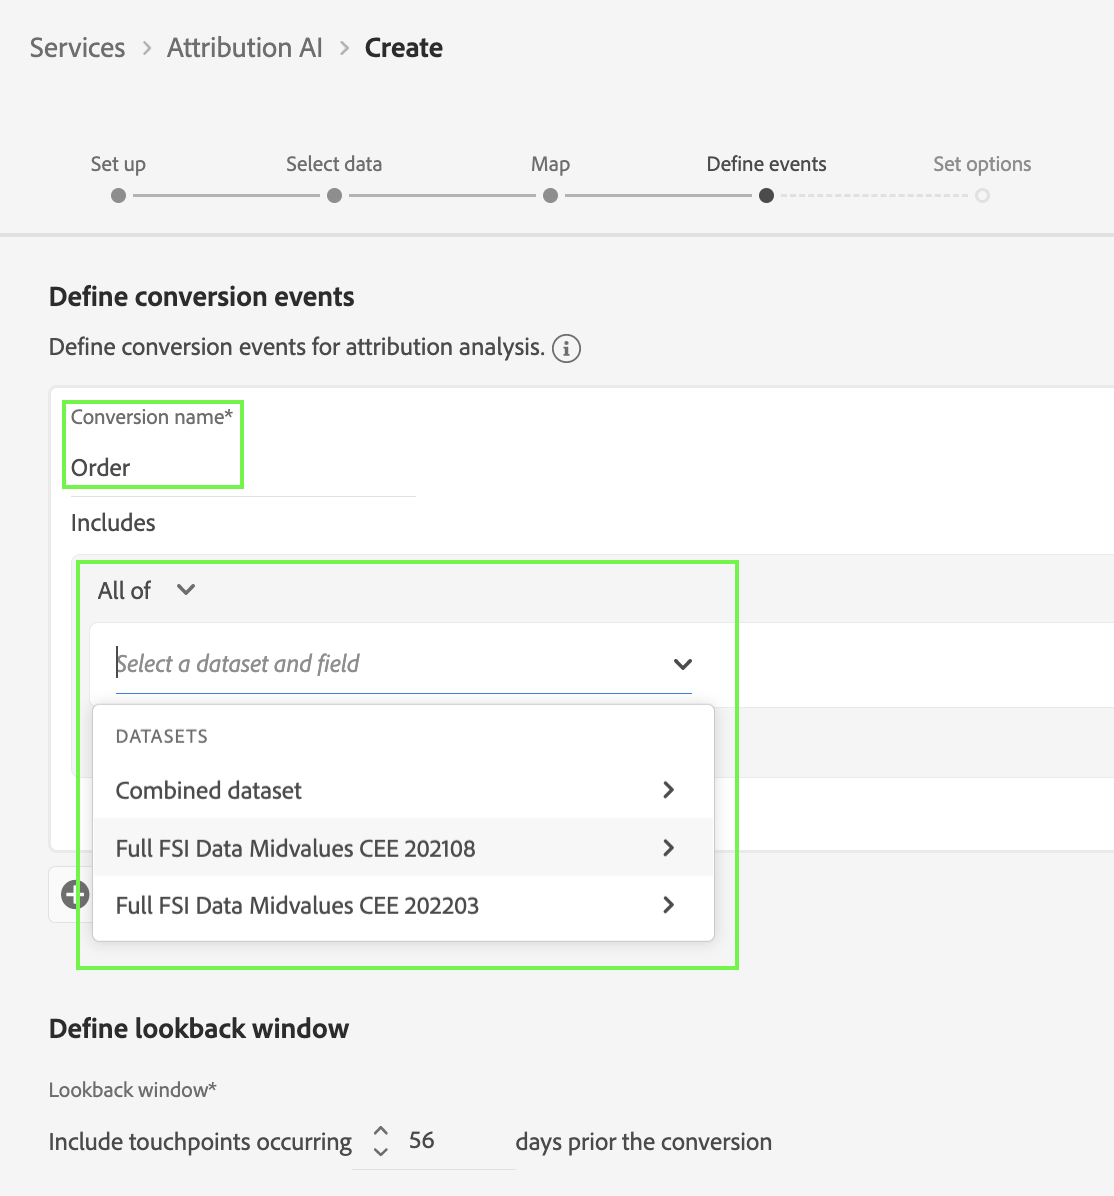 Services > Attribution AI > Create
Set up Select data Map Define events Set options
Define conversion events
Define conversion events for attribution analysis.
Conversion name*
Order
Includes
All of
Select a dataset and field
DATASETS
Combined dataset
Full FSI Data Midvalues CEE 202108
Full FSI Data Midvalues CEE 202203
Define lookback window
Lookback window*
Include touchpoints occurring 56 days prior the conversion